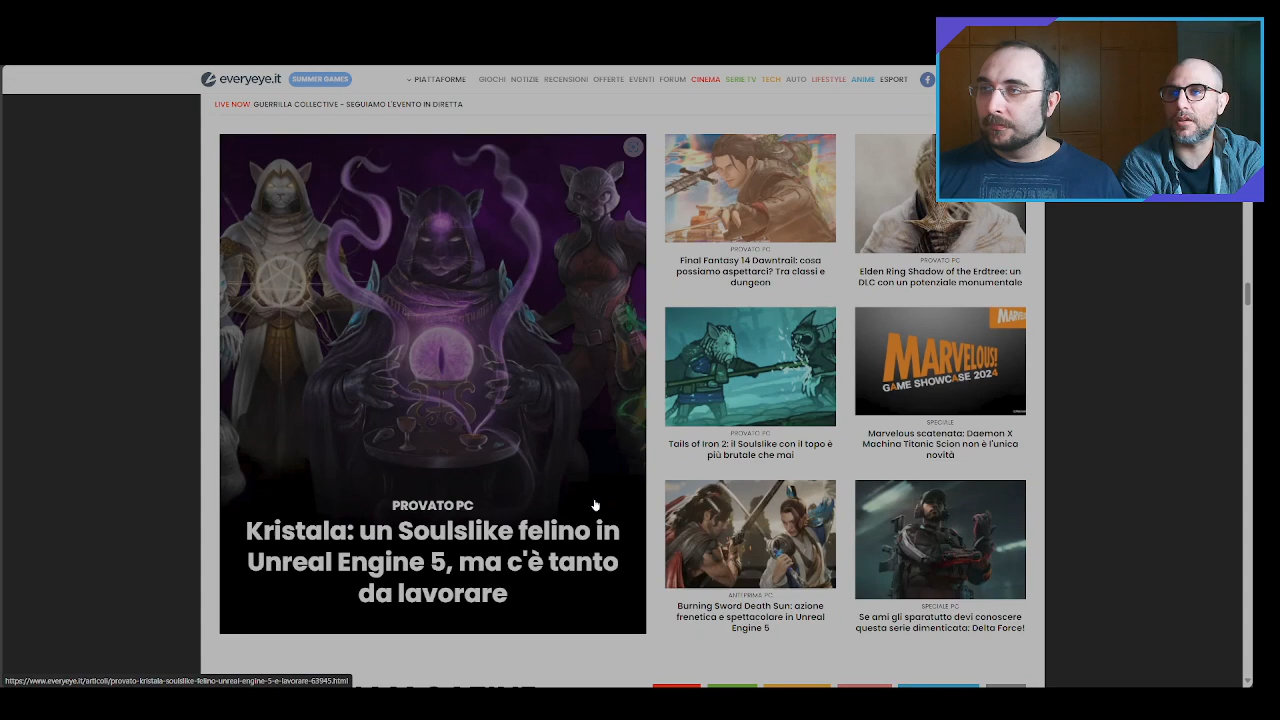 everyeye.it SUMMER GAMES PIATTAFORME GIOCHI NOTIZIE RECENSIONI OFFERTE EVENTI FORUM CINEMA SERIE TV TECH AUTO LIFESTYLE ANIME ESPORT
LIVE NOW GUERRILLA COLLECTIVE - SEGUIAMO L'EVENTO IN DIRETTA
PROVATO PC
Kristala: un Soulslike felino in
Unreal Engine 5, ma c'è tanto
da lavorare
PROVATO PC
Final Fantasy 14 Dawntrail: cosa
possiamo aspettarci? Tra classi e
dungeon
PROVATO PC
Elden Ring Shadow of the Erdtree: un
DLC con un potenziale monumentale
PROVATO PC
Tails of Iron 2: il Soulslike con il topo è
più brutale che mai
MARVELOUS!
GAME SHOWCASE 2024
SPECIALE
Marvelous scatenata: Daemon X
Machina Titanic Scion non è l'unica
novità
ANTEPRIMA PC
Burning Sword Death Sun: azione
frenetica e spettacolare in Unreal
Engine 5
SPECIALE PC
Se ami gli sparatutto devi conoscere
questa serie dimenticata: Delta Force!
https://www.everyeye.it/articoli/provato-kristala-soulslike-felino-unreal-engine-5-e-lavorare-63945.html